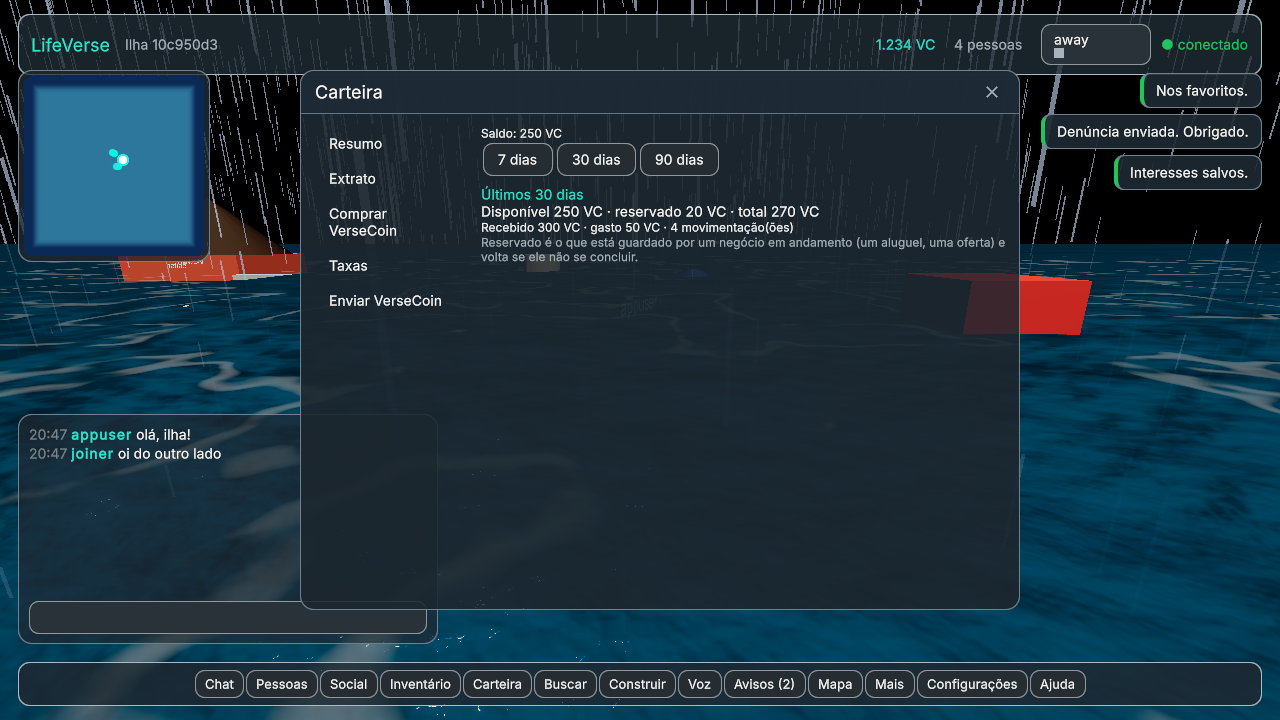 LifeVerse Ilha 10c950d3
1.234 VC 4 pessoas away conectado
Nos favoritos.
Denúncia enviada. Obrigado.
Interesses salvos.
Carteira
Resumo
Extrato
Comprar
VerseCoin
Taxas
Enviar VerseCoin
Saldo: 250 VC
7 dias 30 dias 90 dias
Últimos 30 dias
Disponível 250 VC · reservado 20 VC · total 270 VC
Recebido 300 VC · gasto 50 VC · 4 movimentação(ões)
Reservado é o que está guardado por um negócio em andamento (um aluguel, uma oferta) e
volta se ele não se concluir.
20:47 appuser olá, ilha!
20:47 joiner oi do outro lado
Chat Pessoas Social Inventário Carteira Buscar Construir Voz Avisos (2) Mapa Mais Configurações Ajuda